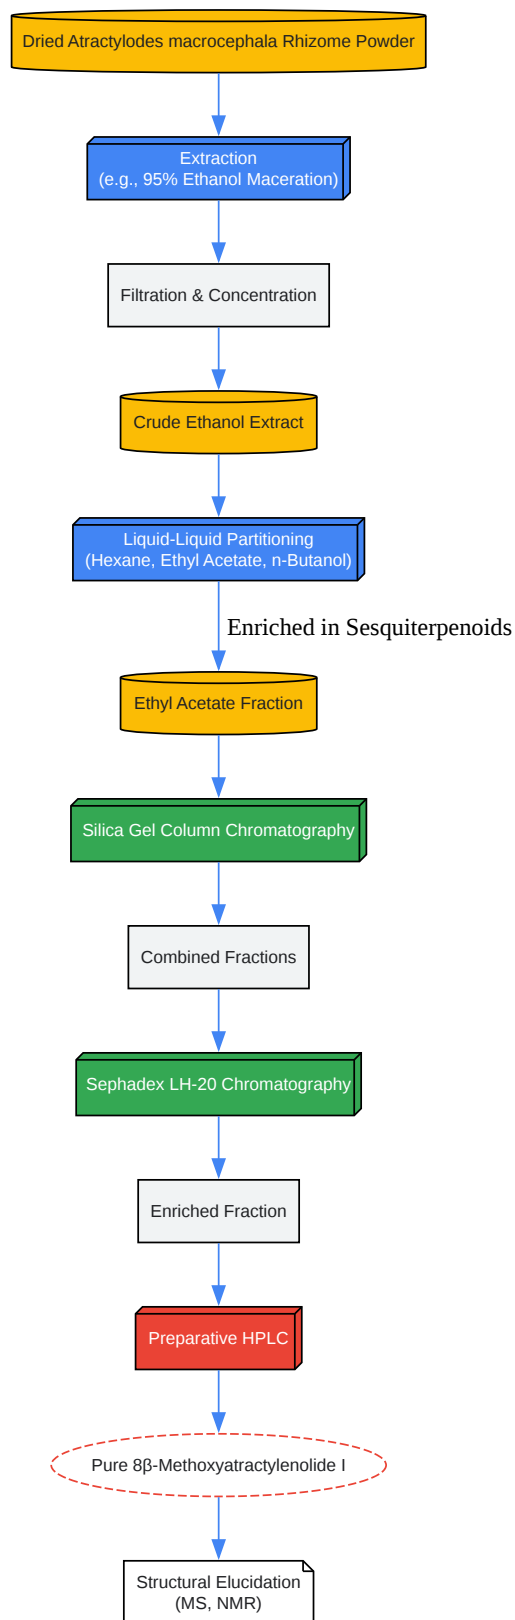 Dried Atractylodes macrocephala Rhizome Powder
Extraction
(e.g., 95% Ethanol Maceration)
Filtration & Concentration
Crude Ethanol Extract
Liquid-Liquid Partitioning
(Hexane, Ethyl Acetate, n-Butanol)
Enriched in Sesquiterpenoids
Ethyl Acetate Fraction
Silica Gel Column Chromatography
Combined Fractions
Sephadex LH-20 Chromatography
Enriched Fraction
Preparative HPLC
Pure 8β-Methoxyatractylenolide I
Structural Elucidation
(MS, NMR)